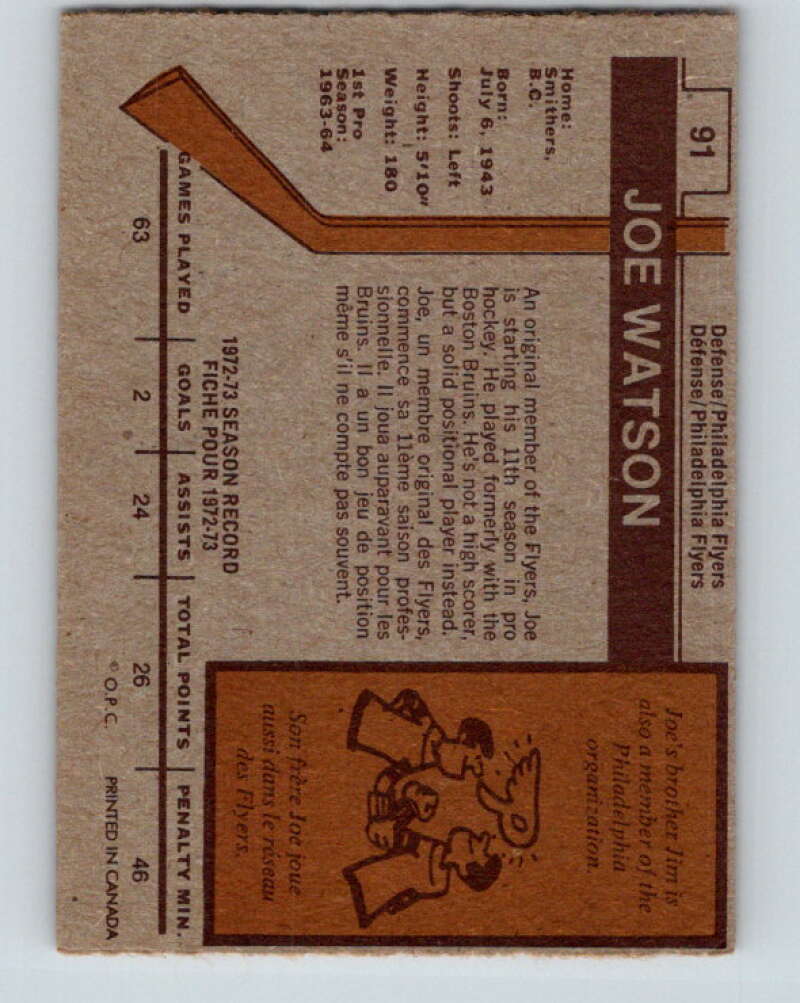 91
Defense/Philadelphia Flyers
Défense/Philadelphia Flyers
JOE WATSON
Home:
Smithers,
B.C.
Born:
July 6, 1943
Shoots: Left
Height: 5'10"
Weight: 180
1st Pro
Season:
1963-64
An original member of the Flyers, Joe
is starting his 11th season in pro
hockey. He played formerly with the
Boston Bruins. He's not a high scorer,
but a solid positional player instead.
Joe, un membre original des Flyers,
commence sa 11ème saison profes-
sionnelle. Il joua auparavant pour les
Bruins. Il a un bon jeu de position
même s'il ne compte pas souvent.
Joe's brother Jim is
also a member of the
Philadelphia
organization.
P
Son frère Joe joue
aussi dans le réseau
des Flyers.
1972-73 SEASON RECORD
FICHE POUR 1972-73
GAMES PLAYED GOALS ASSISTS TOTAL POINTS PENALTY MIN.
63 2 24 26 46
© O.P.C. PRINTED IN CANADA